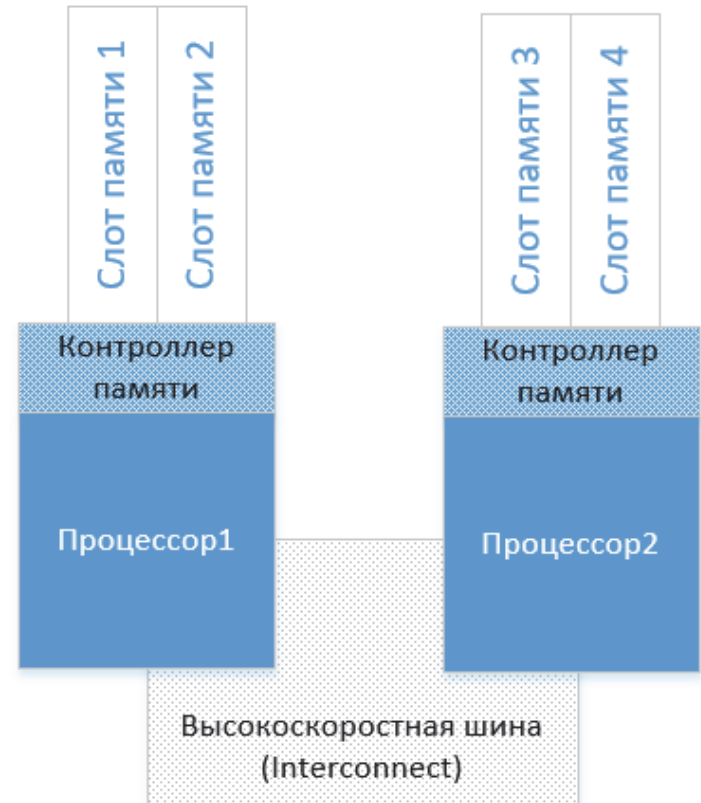 Слот памяти 1
Слот памяти 2
Слот памяти 3
Слот памяти 4
Контроллер
памяти
Контроллер
памяти
Процессор1
Процессор2
Высокоскоростная шина
(Interconnect)